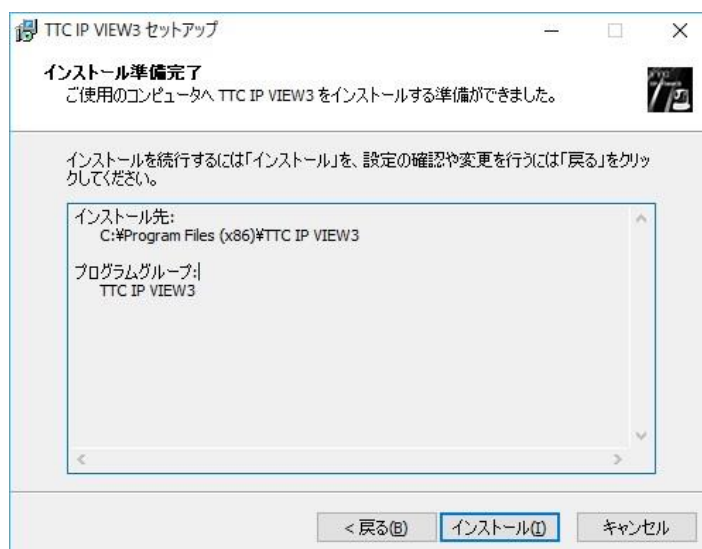 TTC IP VIEW3 セットアップ
インストール準備完了
ご使用のコンピュータへ TTC IP VIEW3 をインストールする準備ができました。
インストールを続行するには「インストール」を、設定の確認や変更を行うには「戻る」をクリッ
クしてください。
インストール先:
C:¥Program Files (x86)¥TTC IP VIEW3
プログラムグループ:
TTC IP VIEW3
< 戻る(B)
インストール(I)
キャンセル